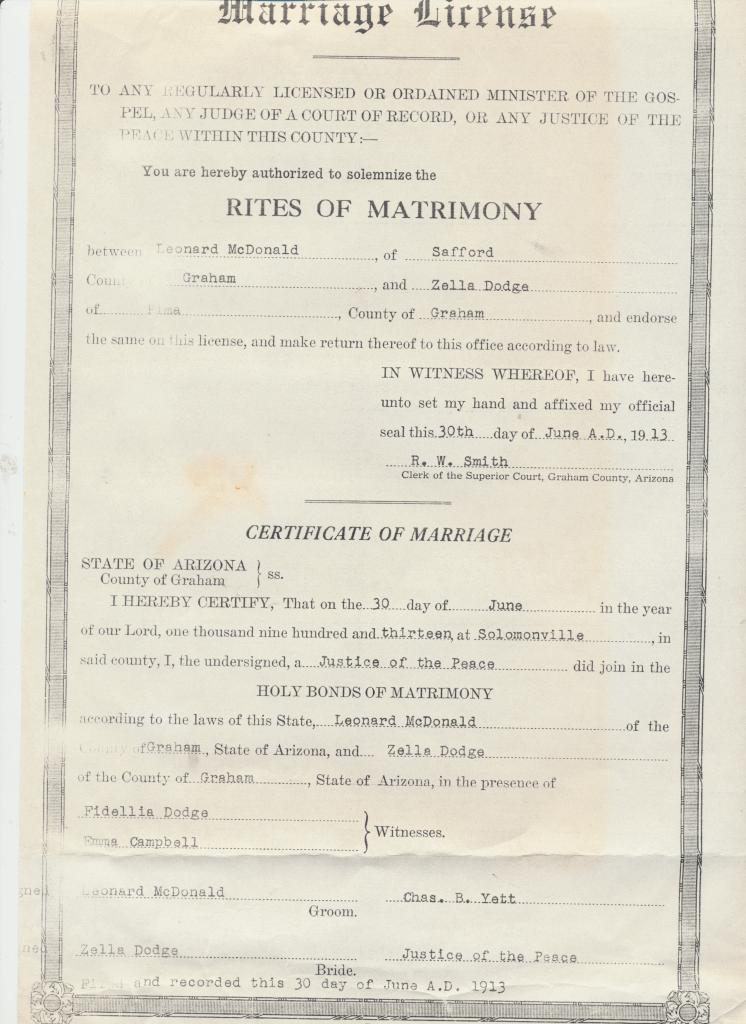 Marriage License
TO ANY REGULARLY LICENSED OR ORDAINED MINISTER OF THE GOS-
PEL, ANY JUDGE OF A COURT OF RECORD, OR ANY JUSTICE OF THE
PEACE WITHIN THIS COUNTY:—
You are hereby authorized to solemnize the
RITES OF MATRIMONY
between Leonard McDonald, of Safford
County Graham, and Zella Dodge
of Pima, County of Graham, and endorse
the same on this license, and make return thereof to this office according to law.
IN WITNESS WHEREOF, I have here-
unto set my hand and affixed my official
seal this 30th day of June A.D., 1913
R. W. Smith
Clerk of the Superior Court, Graham County, Arizona
CERTIFICATE OF MARRIAGE
STATE OF ARIZONA
County of Graham } ss.
I HEREBY CERTIFY, That on the 30 day of June in the year
of our Lord, one thousand nine hundred and thirteen, at Solomonville, in
said county, I, the undersigned, a Justice of the Peace did join in the
HOLY BONDS OF MATRIMONY
according to the laws of this State, Leonard McDonald of the
County of Graham, State of Arizona, and Zella Dodge
of the County of Graham, State of Arizona, in the presence of
Fidellia Dodge
Emma Campbell } Witnesses.
Leonard McDonald Chas. B. Yett
Groom.
Zella Dodge Justice of the Peace
Bride.
Filed and recorded this 30 day of June A.D. 1913